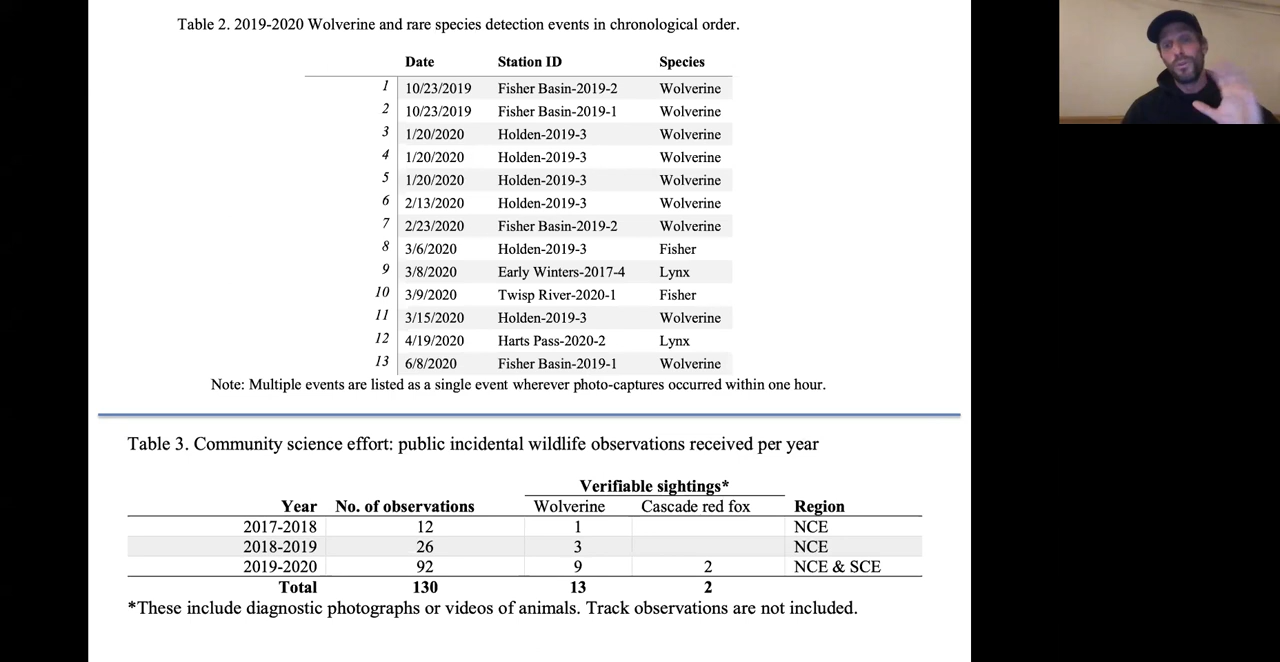 Table 2. 2019-2020 Wolverine and rare species detection events in chronological order.
Date Station ID Species
1 10/23/2019 Fisher Basin-2019-2 Wolverine
2 10/23/2019 Fisher Basin-2019-1 Wolverine
3 1/20/2020 Holden-2019-3 Wolverine
4 1/20/2020 Holden-2019-3 Wolverine
5 1/20/2020 Holden-2019-3 Wolverine
6 2/13/2020 Holden-2019-3 Wolverine
7 2/23/2020 Fisher Basin-2019-2 Wolverine
8 3/6/2020 Holden-2019-3 Fisher
9 3/8/2020 Early Winters-2017-4 Lynx
10 3/9/2020 Twisp River-2020-1 Fisher
11 3/15/2020 Holden-2019-3 Wolverine
12 4/19/2020 Harts Pass-2020-2 Lynx
13 6/8/2020 Fisher Basin-2019-1 Wolverine
Note: Multiple events are listed as a single event wherever photo-captures occurred within one hour.
Table 3. Community science effort: public incidental wildlife observations received per year
Verifiable sightings*
Year No. of observations Wolverine Cascade red fox Region
2017-2018 12 1 NCE
2018-2019 26 3 NCE
2019-2020 92 9 2 NCE & SCE
Total 130 13 2
*These include diagnostic photographs or videos of animals. Track observations are not included.